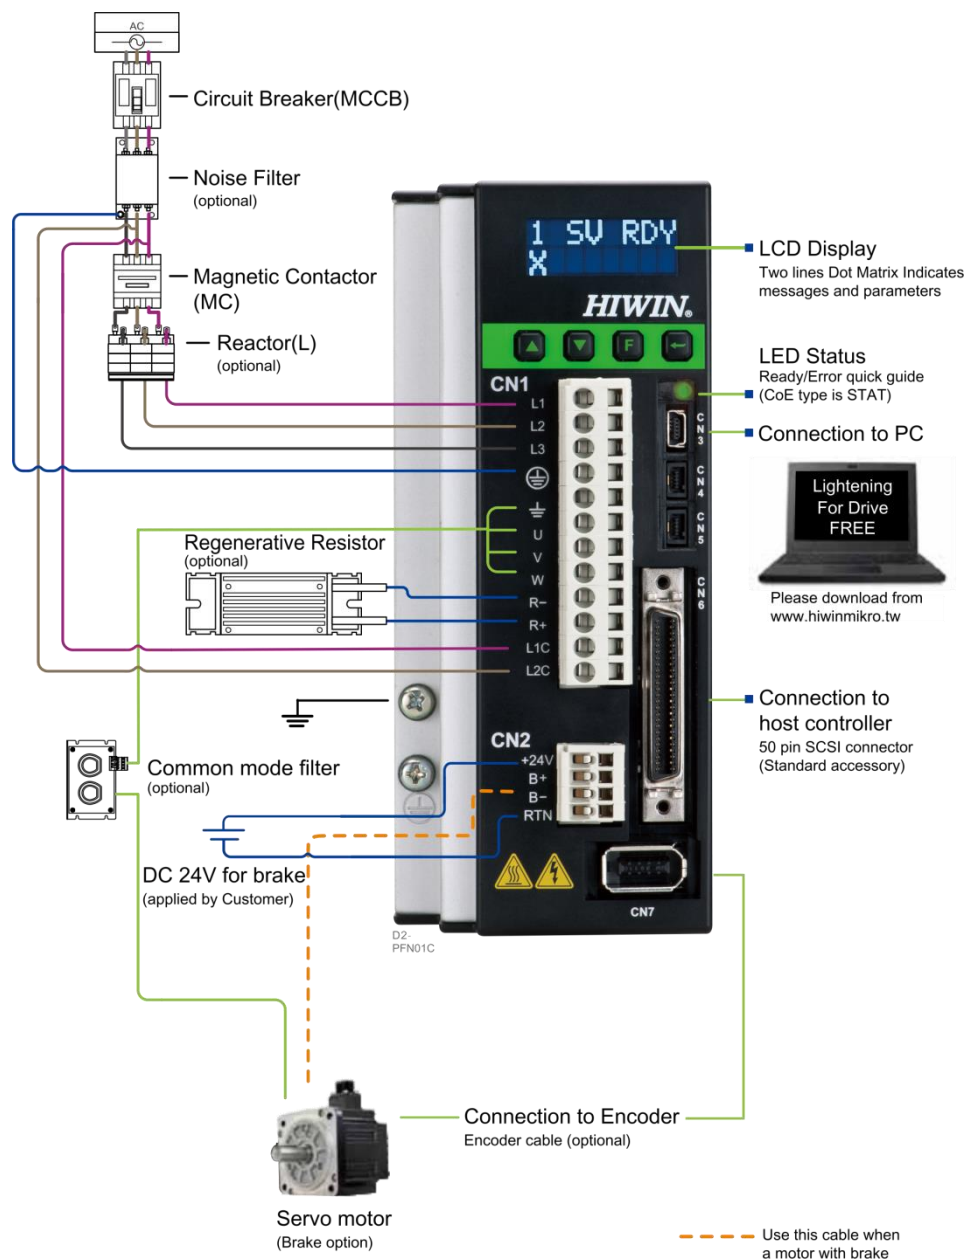 AC
Circuit Breaker(MCCB)
Noise Filter
(optional)
Magnetic Contactor
(MC)
Reactor(L)
(optional)
1 SV RDY
X
HIWIN®
F
LCD Display
Two lines Dot Matrix Indicates
messages and parameters
LED Status
Ready/Error quick guide
(CoE type is STAT)
Connection to PC
CN1
L1
L2
L3
U
V
W
R−
R+
L1C
L2C
CN3
CN4
CN5
CN6
Lightening
For Drive
FREE
Please download from
www.hiwinmikro.tw
Regenerative Resistor
(optional)
Connection to
host controller
50 pin SCSI connector
(Standard accessory)
CN2
+24V
B+
B−
RTN
CN7
Common mode filter
(optional)
DC 24V for brake
(applied by Customer)
D2-
PFN01C
Connection to Encoder
Encoder cable (optional)
Servo motor
(Brake option)
Use this cable when
a motor with brake